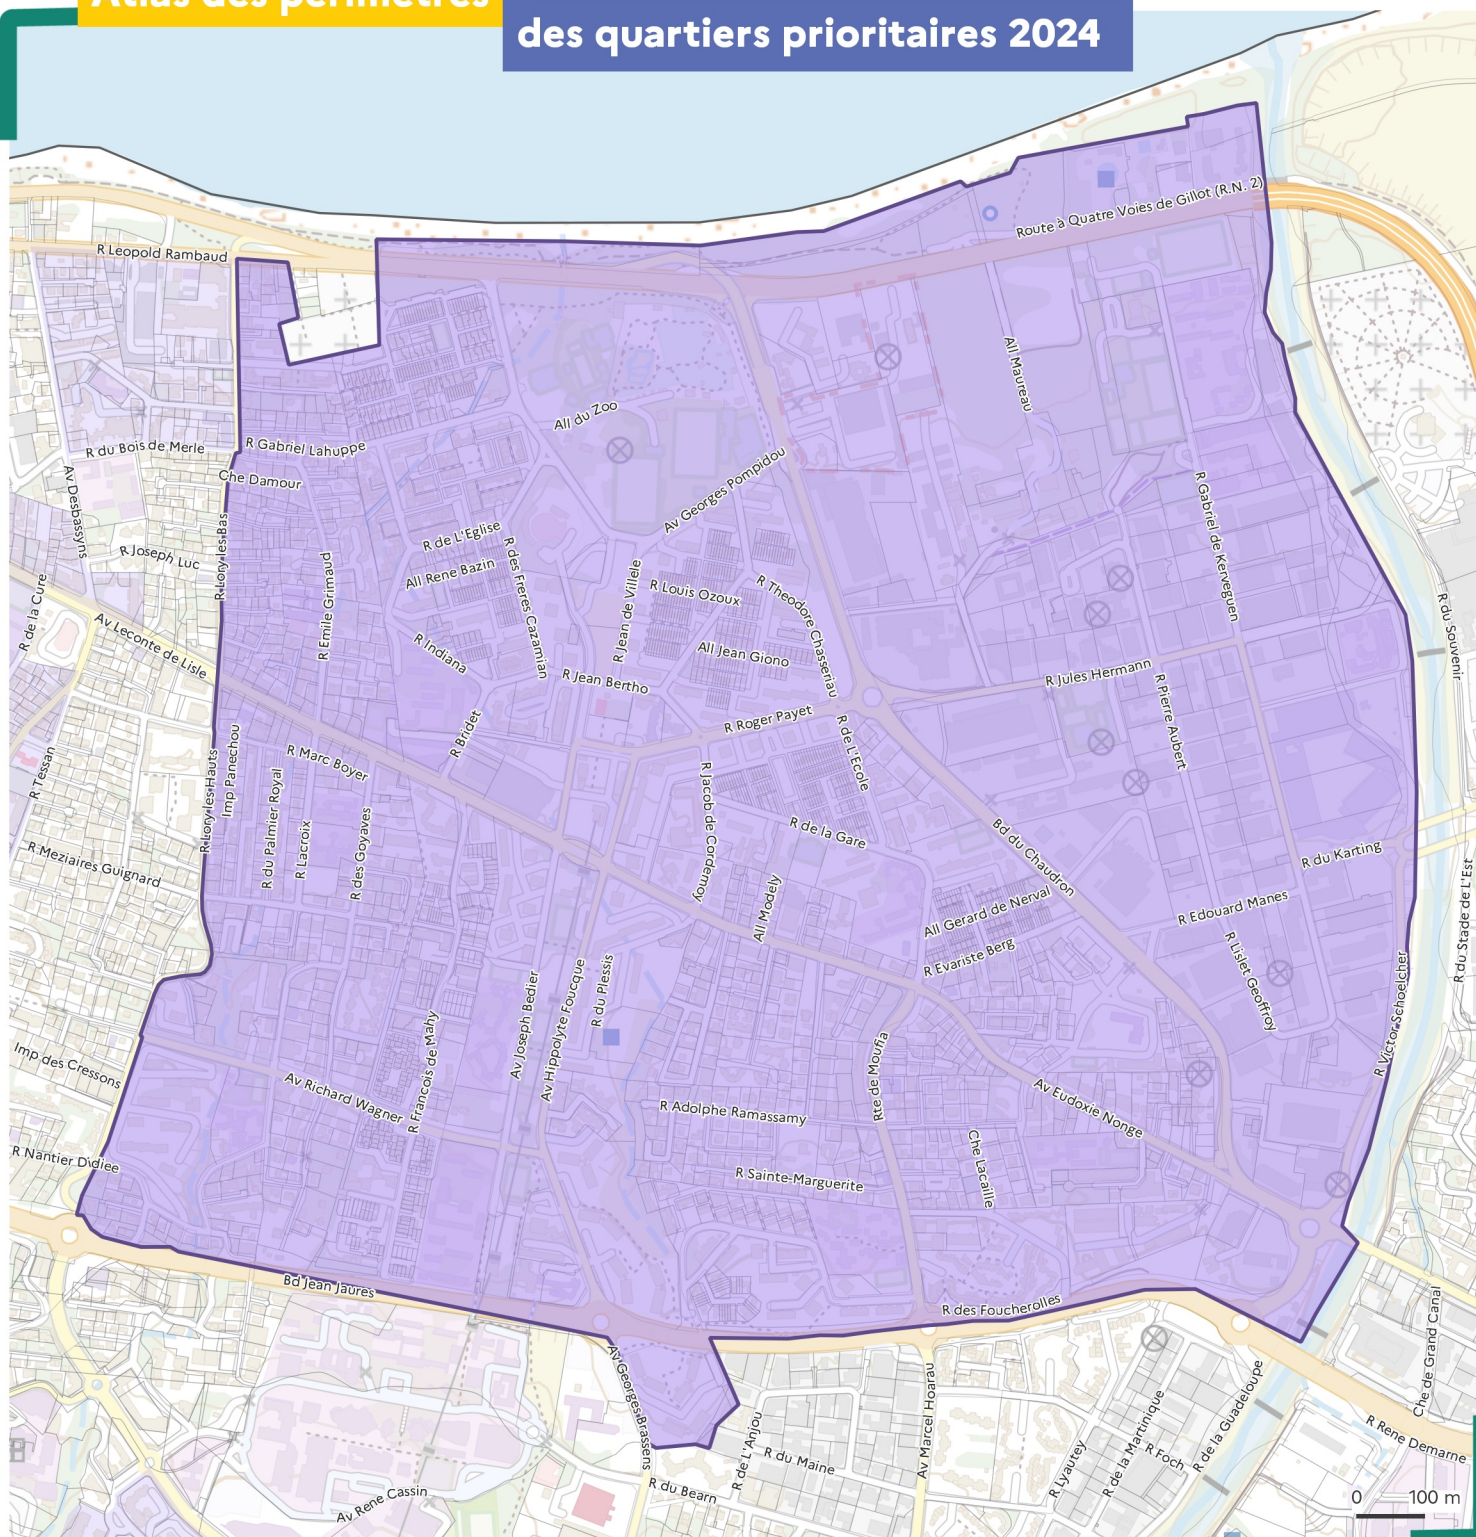 Atlas des périmètres
des quartiers prioritaires 2024
Route à Quatre Voies de Gillot (R.N. 2)
R Leopold Rambaud
All Maureau
All du Zoo
R du Bois de Merle
R Gabriel Lahuppe
Che Damour
Av Desbassyns
Av Georges Pompidou
R Gabriel de Kerveguen
R Lory les Bas
R Joseph Luc
R de L'Eglise
All Rene Bazin
R des Freres Cazamian
R Emile Grimaud
R Jean de Villele
R Louis Ozoux
R Theodore Chasseriau
R de la Cure
Av Leconte de Lisle
R Indiana
All Jean Giono
R Jean Bertho
R Jules Hermann
R Pierre Aubert
R du Souvenir
R Roger Payet
R de L'Ecole
R Bridet
R Marc Boyer
Imp Panechou
R Lory les Hauts
R Tessan
R du Palmier Royal
R Lacroix
R des Goyaves
R Jacob de Cordemoy
R de la Gare
Bd du Chaudron
R du Karting
R Meziaires Guignard
All Modely
All Gerard de Nerval
R Edouard Manes
R Evariste Berg
R Lislet Geoffroy
R du Stade de L'Est
R Victor Schoelcher
Av Joseph Bedier
Av Hippolyte Foucque
R du Plessis
R Francois de Mahy
Rte de Moufia
Imp des Cressons
Av Richard Wagner
R Adolphe Ramassamy
Av Eudoxie Nonge
Che Lacaille
R Nantier Didiee
R Sainte-Marguerite
Bd Jean Jaures
R des Foucherolles
Av Georges Brassens
Av Marcel Hoarau
R de L'Anjou
R du Maine
R du Bearn
Av Rene Cassin
R Lyautey
R de la Martinique
R Foch
R de la Guadeloupe
Che de Grand Canal
R Rene Demarne
0 100 m